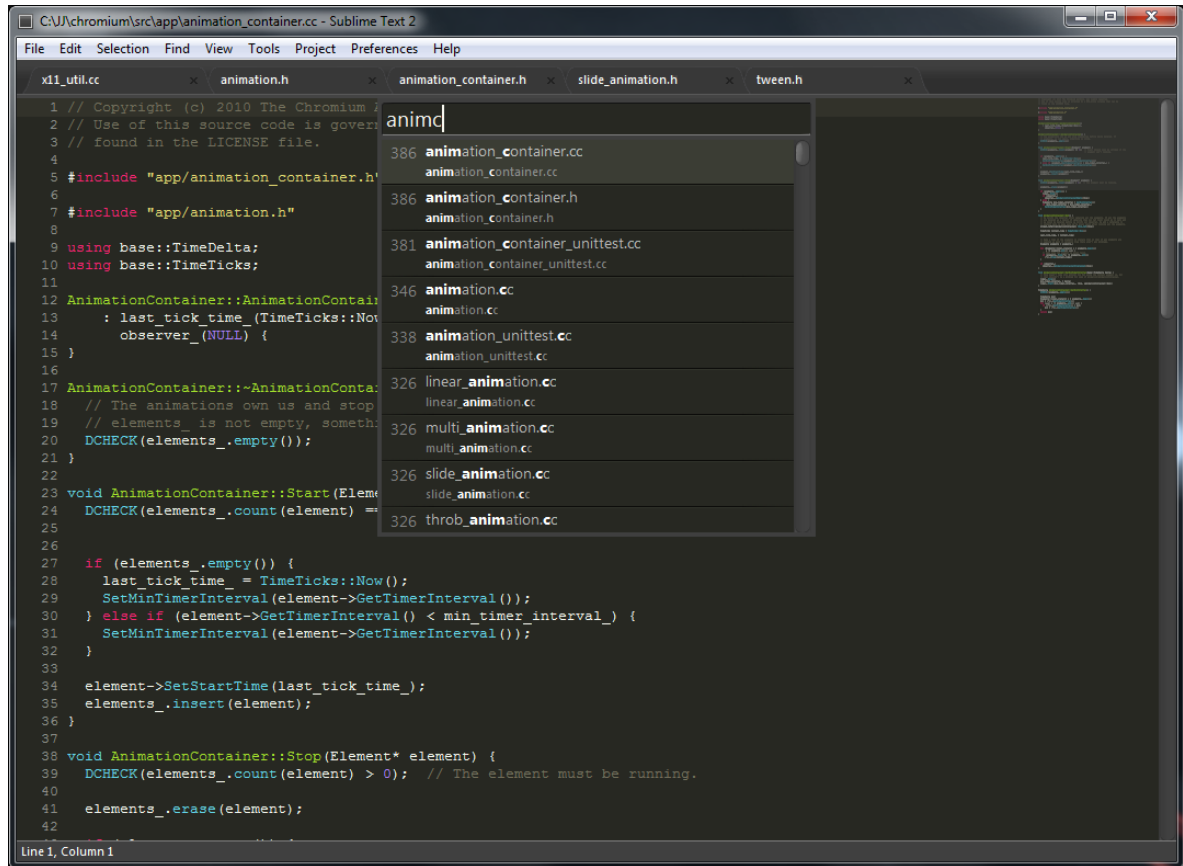 C:\JJ\chromium\src\app\animation_container.cc - Sublime Text 2
File Edit Selection Find View Tools Project Preferences Help
x11_util.cc animation.h animation_container.h slide_animation.h tween.h
animc
386 animation_container.cc
animation_container.cc
386 animation_container.h
animation_container.h
381 animation_container_unittest.cc
animation_container_unittest.cc
346 animation.cc
animation.cc
338 animation_unittest.cc
animation_unittest.cc
326 linear_animation.cc
linear_animation.cc
326 multi_animation.cc
multi_animation.cc
326 slide_animation.cc
slide_animation.cc
326 throb_animation.cc
1 // Copyright (c) 2010 The Chromium
2 // Use of this source code is gover
3 // found in the LICENSE file.
4
5 #include "app/animation_container.h"
6
7 #include "app/animation.h"
8
9 using base::TimeDelta;
10 using base::TimeTicks;
11
12 AnimationContainer::AnimationContai
13 : last_tick_time_(TimeTicks::Now
14 observer_(NULL) {
15 }
16
17 AnimationContainer::~AnimationConta
18 // The animations own us and stop
19 // elements_ is not empty, someth
20 DCHECK(elements_.empty());
21 }
22
23 void AnimationContainer::Start(Eleme
24 DCHECK(elements_.count(element) ==
25
26
27 if (elements_.empty()) {
28 last_tick_time_ = TimeTicks::Now();
29 SetMinTimerInterval(element->GetTimerInterval());
30 } else if (element->GetTimerInterval() < min_timer_interval_) {
31 SetMinTimerInterval(element->GetTimerInterval());
32 }
33
34 element->SetStartTime(last_tick_time_);
35 elements_.insert(element);
36 }
37
38 void AnimationContainer::Stop(Element* element) {
39 DCHECK(elements_.count(element) > 0); // The element must be running.
40
41 elements_.erase(element);
42
Line 1, Column 1